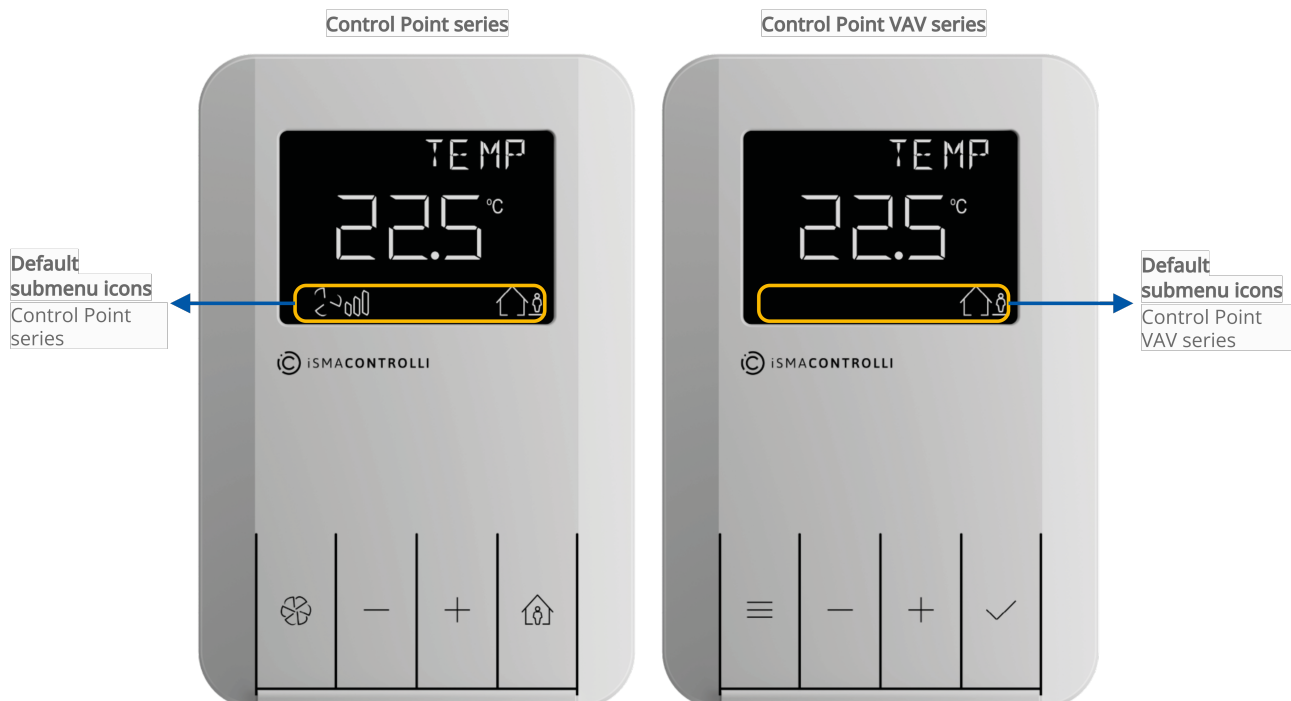 Control Point series
Control Point VAV series
TEMP
22.5 °C
iSMACONTROLLI
TEMP
22.5 °C
iSMACONTROLLI
Default
submenu icons
Control Point
series
Default
submenu icons
Control Point
VAV series